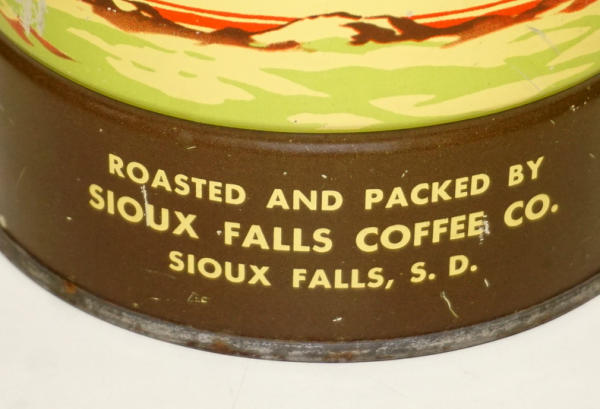 ROASTED AND PACKED BY
SIOUX FALLS COFFEE CO.
SIOUX FALLS, S. D.